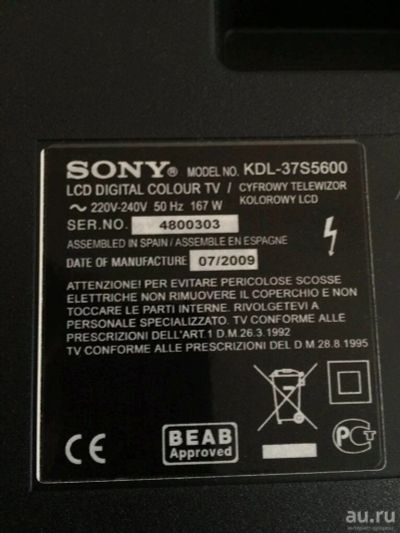 SONY® MODEL NO. KDL-37S5600
LCD DIGITAL COLOUR TV / CYFROWY TELEWIZOR
KOLOROWY LCD
~ 220V-240V 50 Hz 167 W
SER.NO. 4800303
ASSEMBLED IN SPAIN / ASSEMBLE EN ESPAGNE
DATE OF MANUFACTURE 07/2009
ATTENZIONE! PER EVITARE PERICOLOSE SCOSSE
ELETTRICHE NON RIMUOVERE IL COPERCHIO E NON
TOCCARE LE PARTI INTERNE. RIVOLGETEVI A
PERSONALE SPECIALIZZATO. TV CONFORME ALLE
PRESCRIZIONI DELL'ART.1 D.M.26.3.1992
TV CONFORME ALLE PRESCRIZIONI DEL D.M 28.8.1995
CE
BEAB
Approved
au.ru